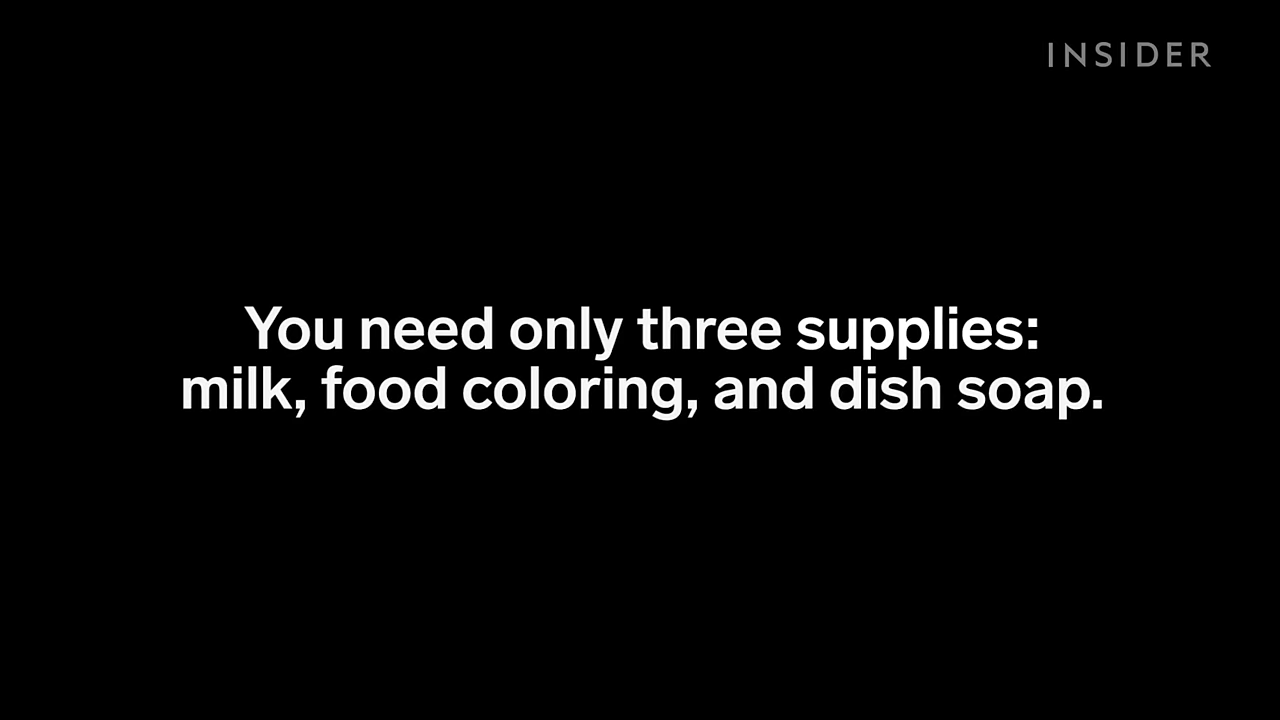 INSIDER
You need only three supplies:
milk, food coloring, and dish soap.